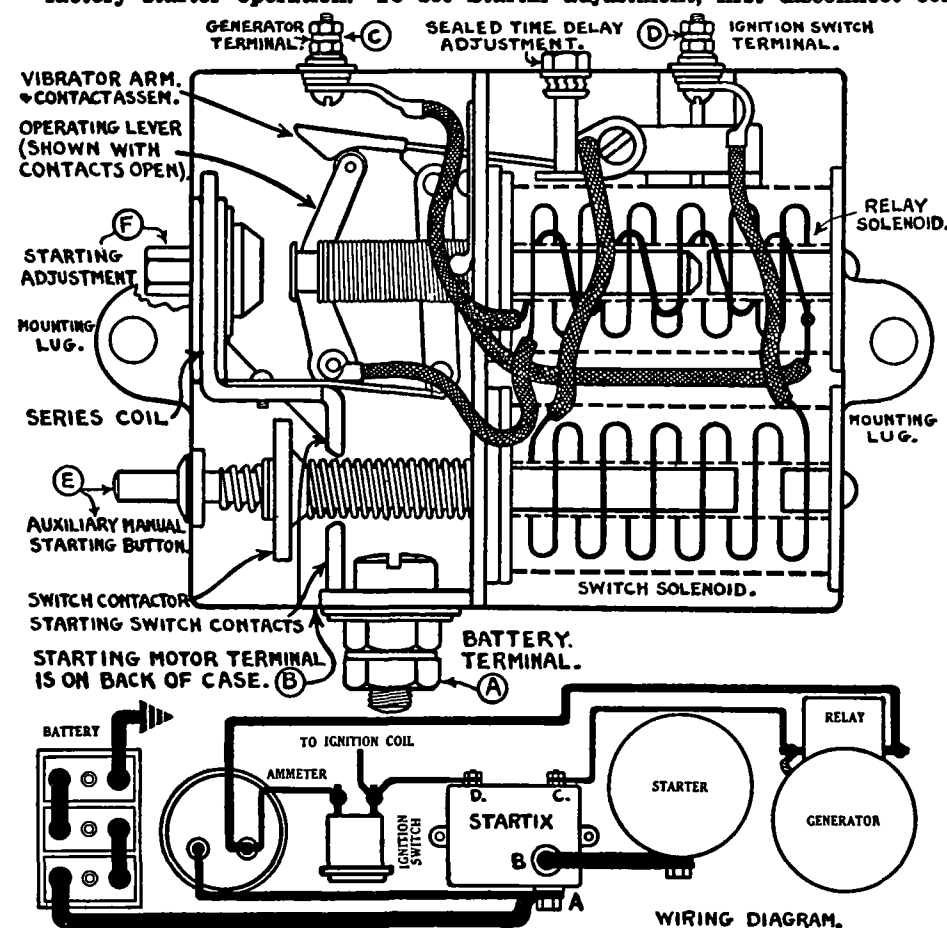 GENERATOR
TERMINAL.
C
SEALED TIME DELAY
ADJUSTMENT.
D
IGNITION SWITCH
TERMINAL.
VIBRATOR ARM.
& CONTACT ASSEM.
OPERATING LEVER
(SHOWN WITH
CONTACTS OPEN).
RELAY
SOLENOID.
F
STARTING
ADJUSTMENT
MOUNTING
LUG.
SERIES COIL
MOUNTING
LUG.
E
AUXILIARY MANUAL
STARTING BUTTON.
SWITCH SOLENOID.
SWITCH CONTACTOR
STARTING SWITCH CONTACTS
STARTING MOTOR TERMINAL
IS ON BACK OF CASE. B
BATTERY.
TERMINAL.
A
BATTERY
TO IGNITION COIL
AMMETER
IGNITION
SWITCH
D.
C.
STARTIX
B
A
STARTER
RELAY
GENERATOR
WIRING DIAGRAM.